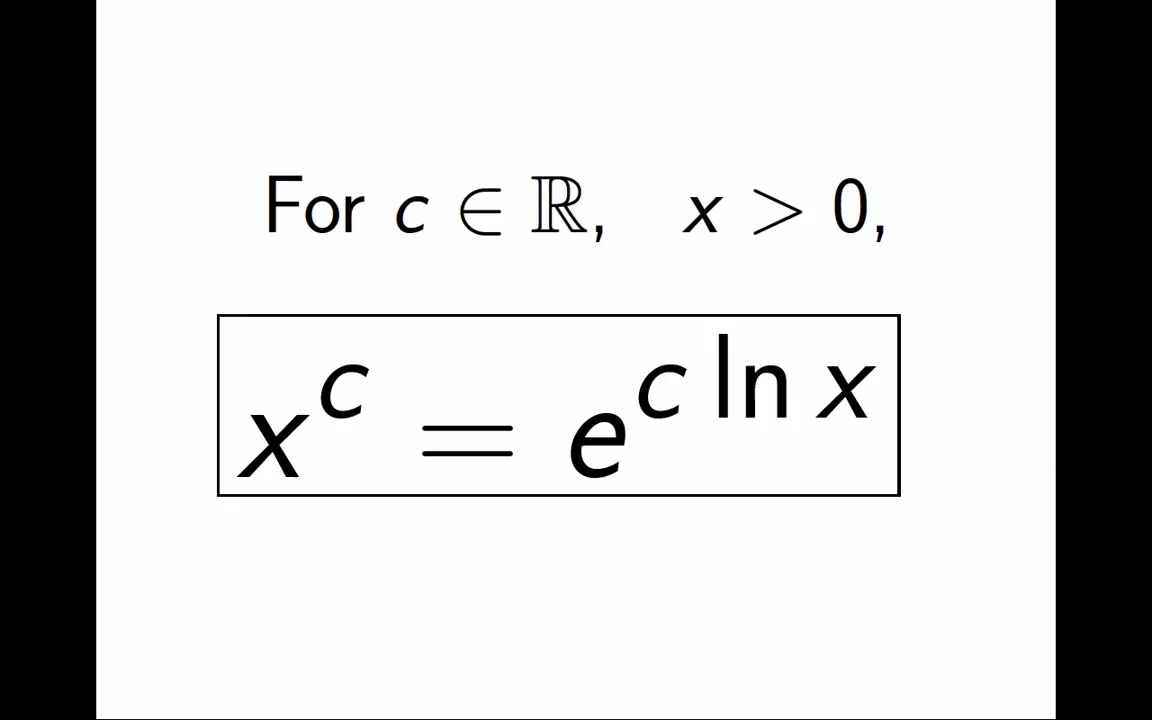 For c ∈ ℝ, x > 0,
x^c = e^{c ln x}